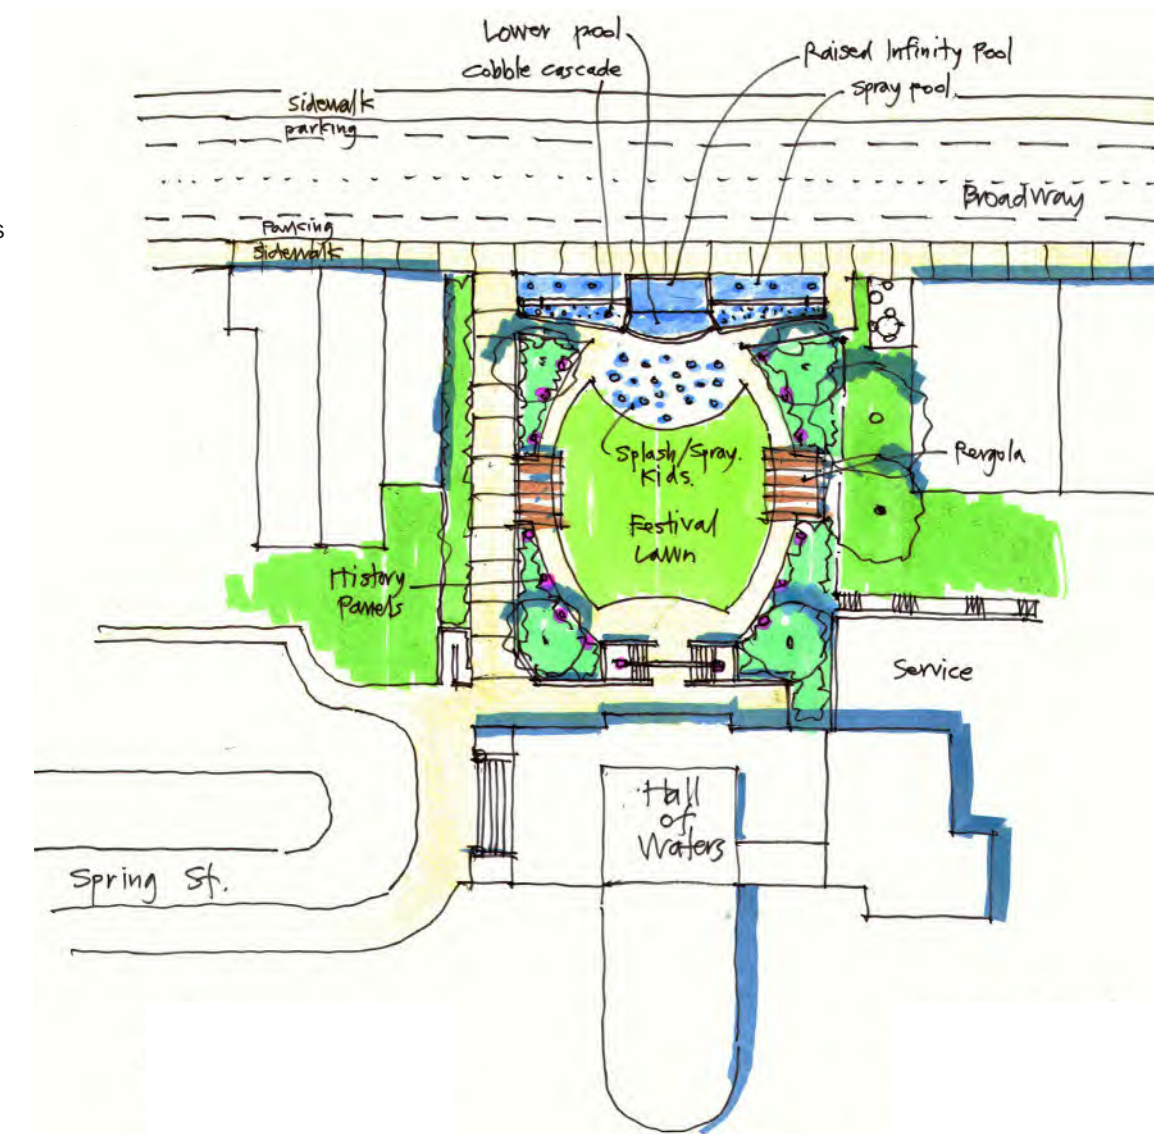 Lower pool
cobble cascade
Raised Infinity Pool
spray pool
Sidewalk
parking
Broadway
Parking
Sidewalk
s
Splash/Spray.
Kids.
Pergola
Festival
Lawn
History
Panels
Service
Hall
of
Waters
Spring St.